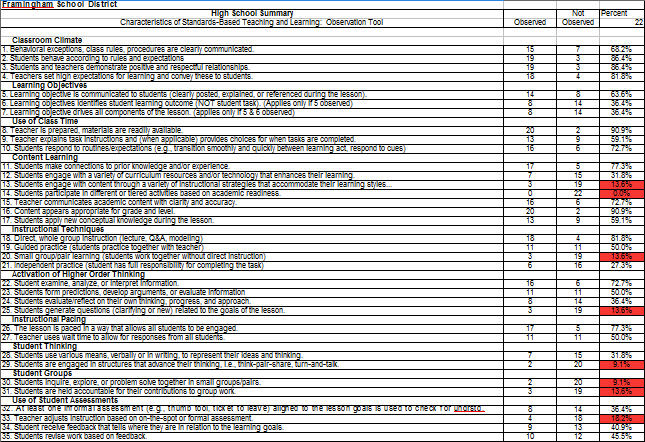 Framingham School District
High School Summary Not Percent
Characteristics of Standards-Based Teaching and Learning: Observation Tool Observed Observed 22
Classroom Climate
1. Behavioral exceptions, class rules, procedures are clearly communicated. 15 7 68.2%
2. Students behave according to rules and expectations 19 3 86.4%
3. Students and teachers demonstrate positive and respectful relationships. 19 3 86.4%
4. Teachers set high expectations for learning and convey these to students. 18 4 81.8%
Learning Objectives
5. Learning objective is communicated to students (clearly posted, explained, or referenced during the lesson). 14 8 63.6%
6. Learning objectives identifies student learning outcome (NOT student task). (Applies only if 5 observed) 8 14 36.4%
7. Learning objective drives all components of the lesson. (applies only if 5 & 6 observed) 8 14 36.4%
Use of Class Time
8. Teacher is prepared, materials are readily available. 20 2 90.9%
9. Teacher explains task instructions and (when applicable) provides choices for when tasks are completed. 13 9 59.1%
10. Students respond to routines/expectations (e.g., transition smoothly and quickly between learning act, respond to cues) 16 6 72.7%
Content Learning
11. Students make connections to prior knowledge and/or experience. 17 5 77.3%
12. Students engage with a variety of curriculum resources and/or technology that enhances their learning. 7 15 31.8%
13. Students engage with content through a variety of instructional strategies that accommodate their learning styles... 3 19 13.6%
14. Students participate in different or tiered activities based on academic readiness. 0 22 0.0%
15. Teacher communicates academic content with clarity and accuracy. 16 6 72.7%
16. Content appears appropriate for grade and level. 20 2 90.9%
17. Students apply new conceptual knowledge during the lesson. 13 9 59.1%
Instructional Techniques
18. Direct, whole group instruction (lecture, Q&A, modeling) 18 4 81.8%
19. Guided practice (students practice together with teacher) 11 11 50.0%
20. Small group/pair learning (students work together without direct instruction) 3 19 13.6%
21. Independent practice (student has full responsibility for completing the task) 6 16 27.3%
Activation of Higher Order Thinking
22. Student examine, analyze, or interpret information. 16 6 72.7%
23. Students form predictions, develop arguments, or evaluate information 11 11 50.0%
24. Students evaluate/reflect on their own thinking, progress, and approach. 8 14 36.4%
25. Students generate questions (clarifying or new) related to the goals of the lesson. 3 19 13.6%
Instructional Pacing
26. The lesson is paced in a way that allows all students to be engaged. 17 5 77.3%
27. Teacher uses wait time to allow for responses from all students. 11 11 50.0%
Student Thinking
28. Students use various means, verbally or in writing, to represent their ideas and thinking. 7 15 31.8%
29. Students are engaged in structures that advance their thinking, i.e., think-pair-share, turn-and-talk. 2 20 9.1%
Student Groups
30. Students inquire, explore, or problem solve together in small groups/pairs. 2 20 9.1%
31. Students are held accountable for their contributions to group work. 3 19 13.6%
Use of Student Assessments
32. At least one informal assessment (e.g., thumb tool, ticket to leave) aligned to the lesson goals is used to check for understg. 8 14 36.4%
33. Teacher adjusts instruction based on on-the-spot or formal assessment. 4 18 18.2%
34. Student receive feedback that tells where they are in relation to the learning goals. 9 13 40.9%
35. Students revise work based on feedback. 10 12 45.5%